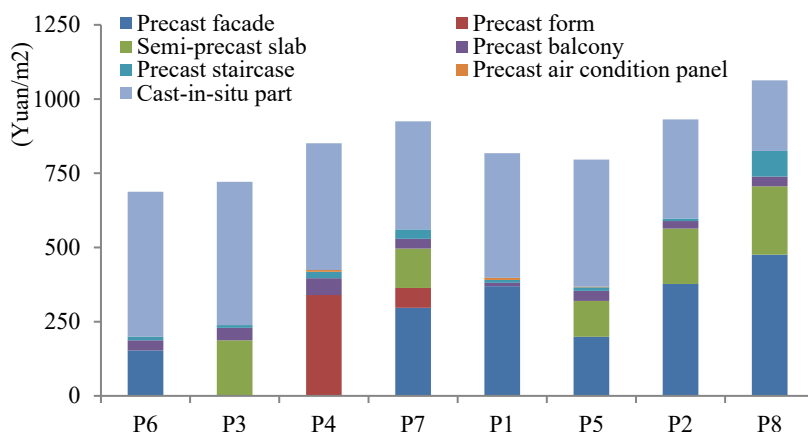 1250
1000
750
500
250
0
(Yuan/m2)
Precast facade
Precast form
Semi-precast slab
Precast balcony
Precast staircase
Precast air condition panel
Cast-in-situ part
P6 P3 P4 P7 P1 P5 P2 P8